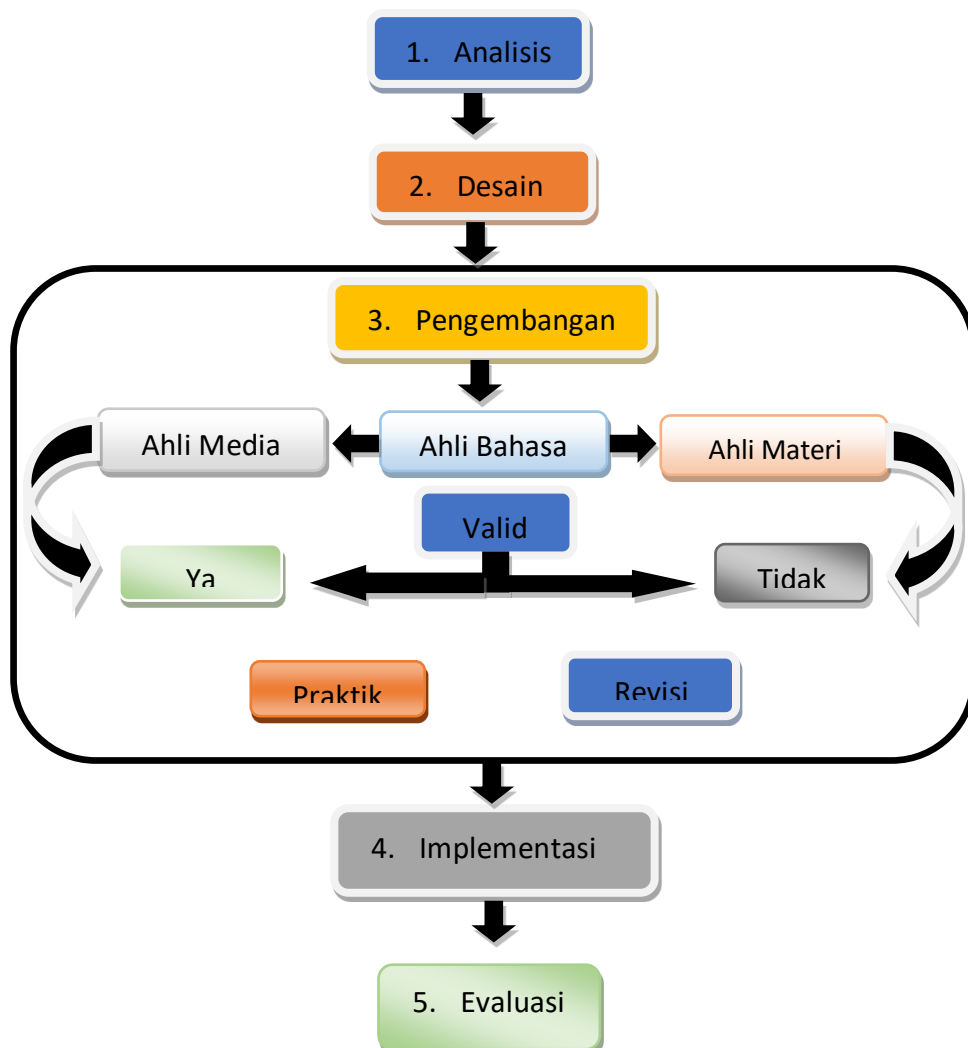 1. Analisis
2. Desain
3. Pengembangan
Ahli Media
Ahli Bahasa
Ahli Materi
Valid
Ya
Tidak
Praktik
Revisi
4. Implementasi
5. Evaluasi